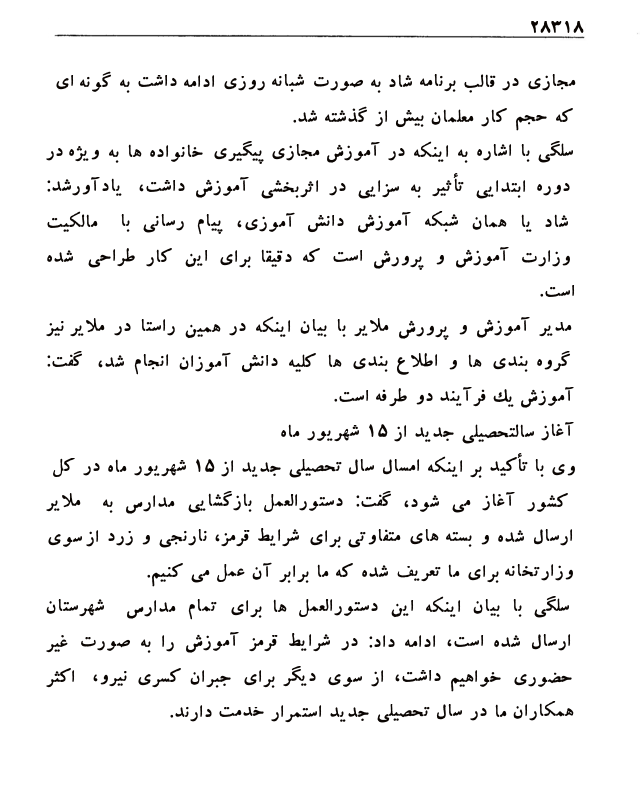 ۲۸۳۱۸
مجازی در قالب برنامه شاد به صورت شبانه روزی ادامه داشت به گونه ای
که حجم کار معلمان بیش از گذشته شد.
سلگی با اشاره به اینکه در آموزش مجازی پیگیری خانواده ها به ویژه در
دوره ابتدایی تأثیر به سزایی در اثربخشی آموزش داشت، یادآورشد:
شاد یا همان شبکه آموزش دانش آموزی، پیام رسانی با مالکیت
وزارت آموزش و پرورش است که دقیقا برای این کار طراحی شده
است.
مدیر آموزش و پرورش ملایر با بیان اینکه در همین راستا در ملایر نیز
گروه بندی ها و اطلاع بندی ها کلیه دانش آموزان انجام شد، گفت:
آموزش یك فرآیند دو طرفه است.
آغاز سالتحصیلی جدید از ۱۵ شهریور ماه
وی با تأکید بر اینکه امسال سال تحصیلی جدید از ۱۵ شهریور ماه در کل
کشور آغاز می شود، گفت: دستورالعمل بازگشایی مدارس به ملایر
ارسال شده و بسته های متفاوتی برای شرایط قرمز، نارنجی و زرد از سوی
وزارتخانه برای ما تعریف شده که ما برابر آن عمل می کنیم.
سلگی با بیان اینکه این دستورالعمل ها برای تمام مدارس شهرستان
ارسال شده است، ادامه داد: در شرایط قرمز آموزش را به صورت غیر
حضوری خواهیم داشت، از سوی دیگر برای جبران کسری نیرو، اکثر
همکاران ما در سال تحصیلی جدید استمرار خدمت دارند.